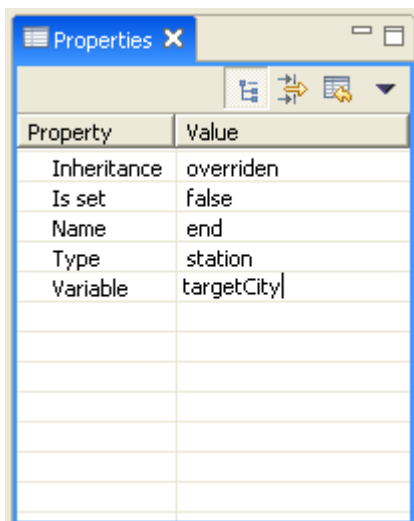 Properties
Property Value
Inheritance overriden
Is set false
Name end
Type station
Variable targetCity